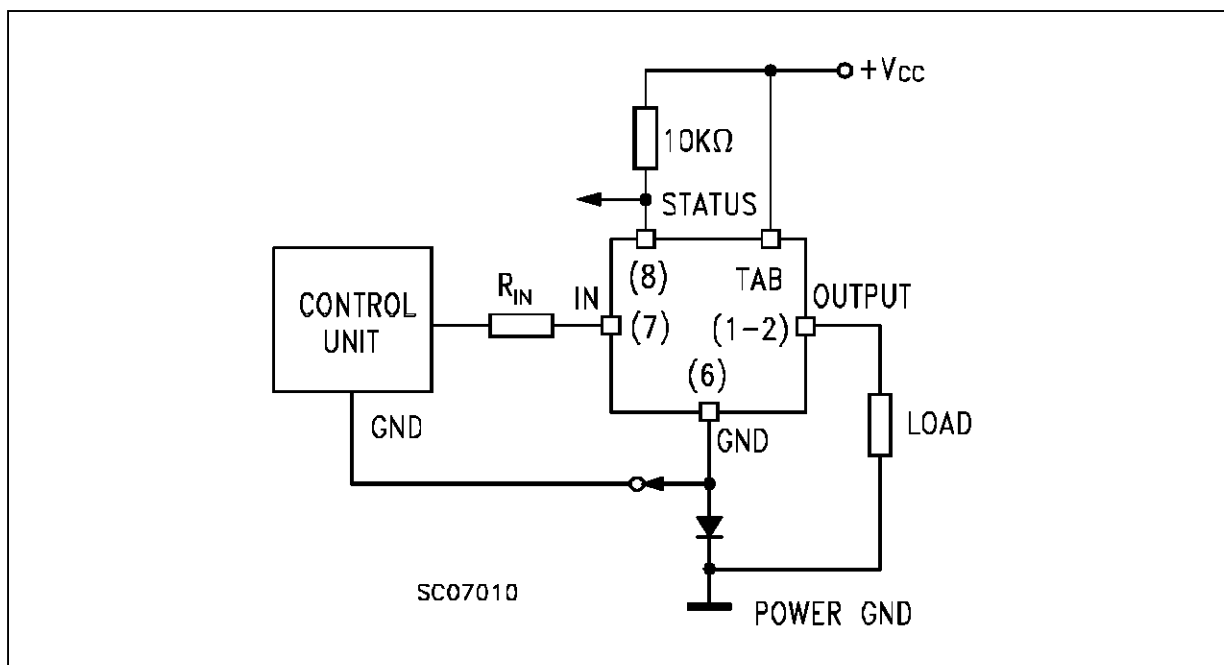 +Vcc
10KΩ
STATUS
(8)
TAB
CONTROL
UNIT
RIN
IN
(7)
(1-2)
OUTPUT
(6)
GND
GND
LOAD
SC07010
POWER GND